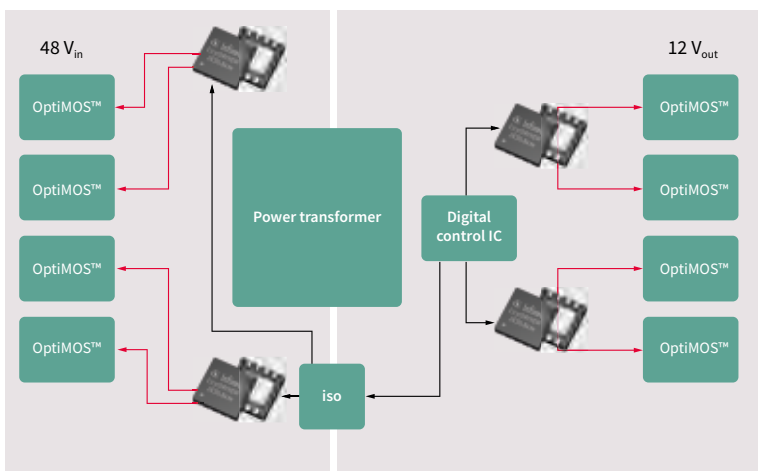 48 Vin
12 Vout
OptiMOS™
OptiMOS™
OptiMOS™
OptiMOS™
Power transformer
Digital
control IC
iso
OptiMOS™
OptiMOS™
OptiMOS™
OptiMOS™